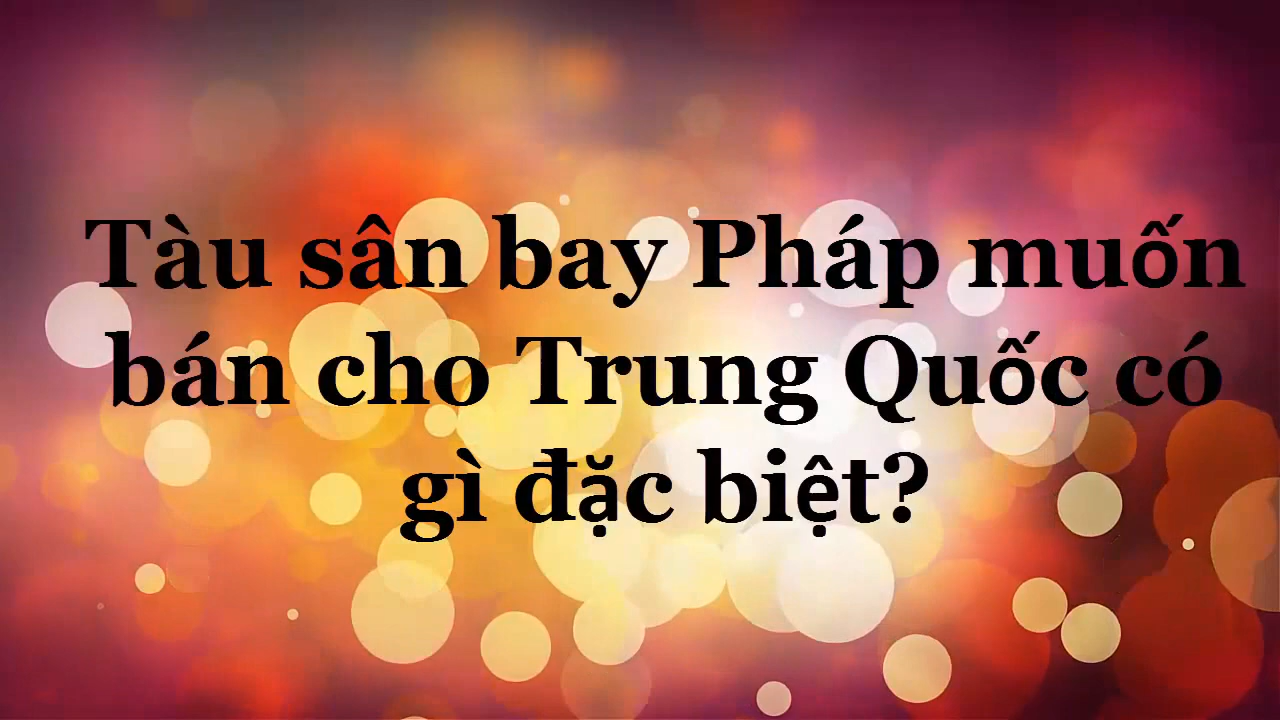 Tàu sân bay Pháp muốn
bán cho Trung Quốc có
gì đặc biệt?